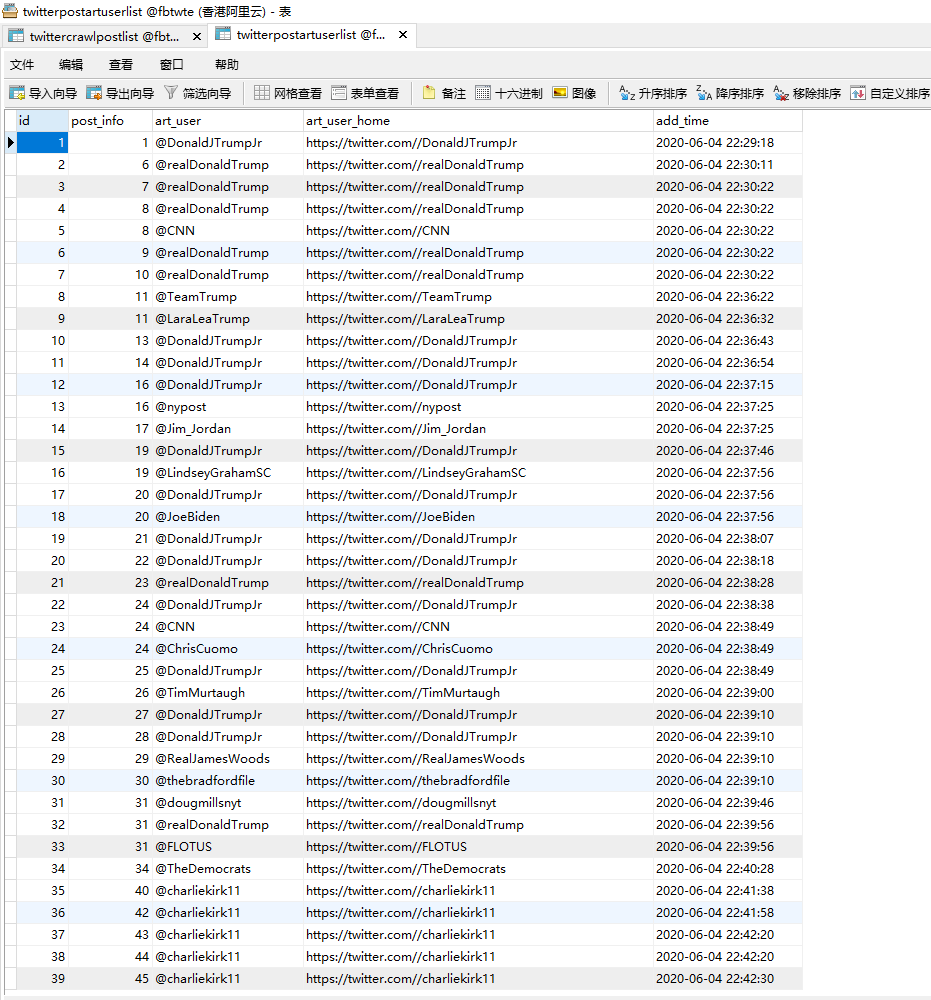 twitterpostartuserlist @fbtwte (香港阿里云) - 表
twittercrawlpostlist @fbt... × twitterpostartuserlist @f... ×
文件 编辑 查看 窗口 帮助
导入向导 导出向导 筛选向导 网格查看 表单查看 备注 十六进制 图像 升序排序 降序排序 移除排序 自定义排序
id post_info art_user art_user_home add_time
1 1 @DonaldJTrumpJr https://twitter.com//DonaldJTrumpJr 2020-06-04 22:29:18
2 6 @realDonaldTrump https://twitter.com//realDonaldTrump 2020-06-04 22:30:11
3 7 @realDonaldTrump https://twitter.com//realDonaldTrump 2020-06-04 22:30:22
4 8 @realDonaldTrump https://twitter.com//realDonaldTrump 2020-06-04 22:30:22
5 8 @CNN https://twitter.com//CNN 2020-06-04 22:30:22
6 9 @realDonaldTrump https://twitter.com//realDonaldTrump 2020-06-04 22:30:22
7 10 @realDonaldTrump https://twitter.com//realDonaldTrump 2020-06-04 22:30:22
8 11 @TeamTrump https://twitter.com//TeamTrump 2020-06-04 22:36:22
9 11 @LaraLeaTrump https://twitter.com//LaraLeaTrump 2020-06-04 22:36:32
10 13 @DonaldJTrumpJr https://twitter.com//DonaldJTrumpJr 2020-06-04 22:36:43
11 14 @DonaldJTrumpJr https://twitter.com//DonaldJTrumpJr 2020-06-04 22:36:54
12 16 @DonaldJTrumpJr https://twitter.com//DonaldJTrumpJr 2020-06-04 22:37:15
13 16 @nypost https://twitter.com//nypost 2020-06-04 22:37:25
14 17 @Jim_Jordan https://twitter.com//Jim_Jordan 2020-06-04 22:37:25
15 19 @DonaldJTrumpJr https://twitter.com//DonaldJTrumpJr 2020-06-04 22:37:46
16 19 @LindseyGrahamSC https://twitter.com//LindseyGrahamSC 2020-06-04 22:37:56
17 20 @DonaldJTrumpJr https://twitter.com//DonaldJTrumpJr 2020-06-04 22:37:56
18 20 @JoeBiden https://twitter.com//JoeBiden 2020-06-04 22:37:56
19 21 @DonaldJTrumpJr https://twitter.com//DonaldJTrumpJr 2020-06-04 22:38:07
20 22 @DonaldJTrumpJr https://twitter.com//DonaldJTrumpJr 2020-06-04 22:38:18
21 23 @realDonaldTrump https://twitter.com//realDonaldTrump 2020-06-04 22:38:28
22 24 @DonaldJTrumpJr https://twitter.com//DonaldJTrumpJr 2020-06-04 22:38:38
23 24 @CNN https://twitter.com//CNN 2020-06-04 22:38:49
24 24 @ChrisCuomo https://twitter.com//ChrisCuomo 2020-06-04 22:38:49
25 25 @DonaldJTrumpJr https://twitter.com//DonaldJTrumpJr 2020-06-04 22:38:49
26 26 @TimMurtaugh https://twitter.com//TimMurtaugh 2020-06-04 22:39:00
27 27 @DonaldJTrumpJr https://twitter.com//DonaldJTrumpJr 2020-06-04 22:39:10
28 28 @DonaldJTrumpJr https://twitter.com//DonaldJTrumpJr 2020-06-04 22:39:10
29 29 @RealJamesWoods https://twitter.com//RealJamesWoods 2020-06-04 22:39:10
30 30 @thebradfordfile https://twitter.com//thebradfordfile 2020-06-04 22:39:10
31 31 @dougmillsnyt https://twitter.com//dougmillsnyt 2020-06-04 22:39:46
32 31 @realDonaldTrump https://twitter.com//realDonaldTrump 2020-06-04 22:39:56
33 31 @FLOTUS https://twitter.com//FLOTUS 2020-06-04 22:39:56
34 34 @TheDemocrats https://twitter.com//TheDemocrats 2020-06-04 22:40:28
35 40 @charliekirk11 https://twitter.com//charliekirk11 2020-06-04 22:41:38
36 42 @charliekirk11 https://twitter.com//charliekirk11 2020-06-04 22:41:58
37 43 @charliekirk11 https://twitter.com//charliekirk11 2020-06-04 22:42:20
38 44 @charliekirk11 https://twitter.com//charliekirk11 2020-06-04 22:42:20
39 45 @charliekirk11 https://twitter.com//charliekirk11 2020-06-04 22:42:30